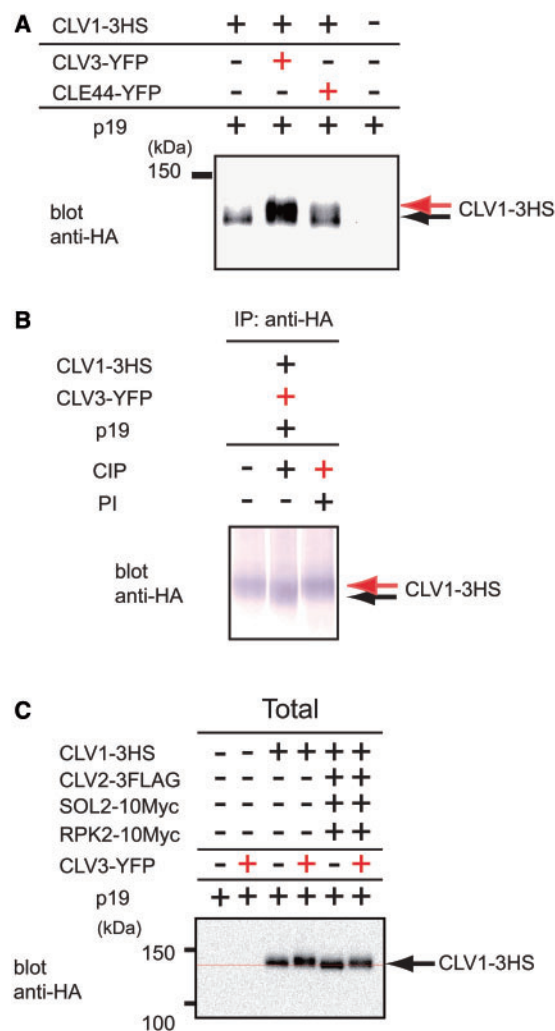 A
CLV1-3HS + + + -
CLV3-YFP - + - -
CLE44-YFP - - + -
p19 + + + +
(kDa)
150
blot
anti-HA
CLV1-3HS
B
IP: anti-HA
CLV1-3HS +
CLV3-YFP +
p19 +
CIP - + +
PI - - +
blot
anti-HA
CLV1-3HS
C
Total
CLV1-3HS - - + + + +
CLV2-3FLAG - - - - + +
SOL2-10Myc - - - - + +
RPK2-10Myc - - - - + +
CLV3-YFP - + - + - +
p19 + + + + + +
(kDa)
150
blot
anti-HA
CLV1-3HS
100